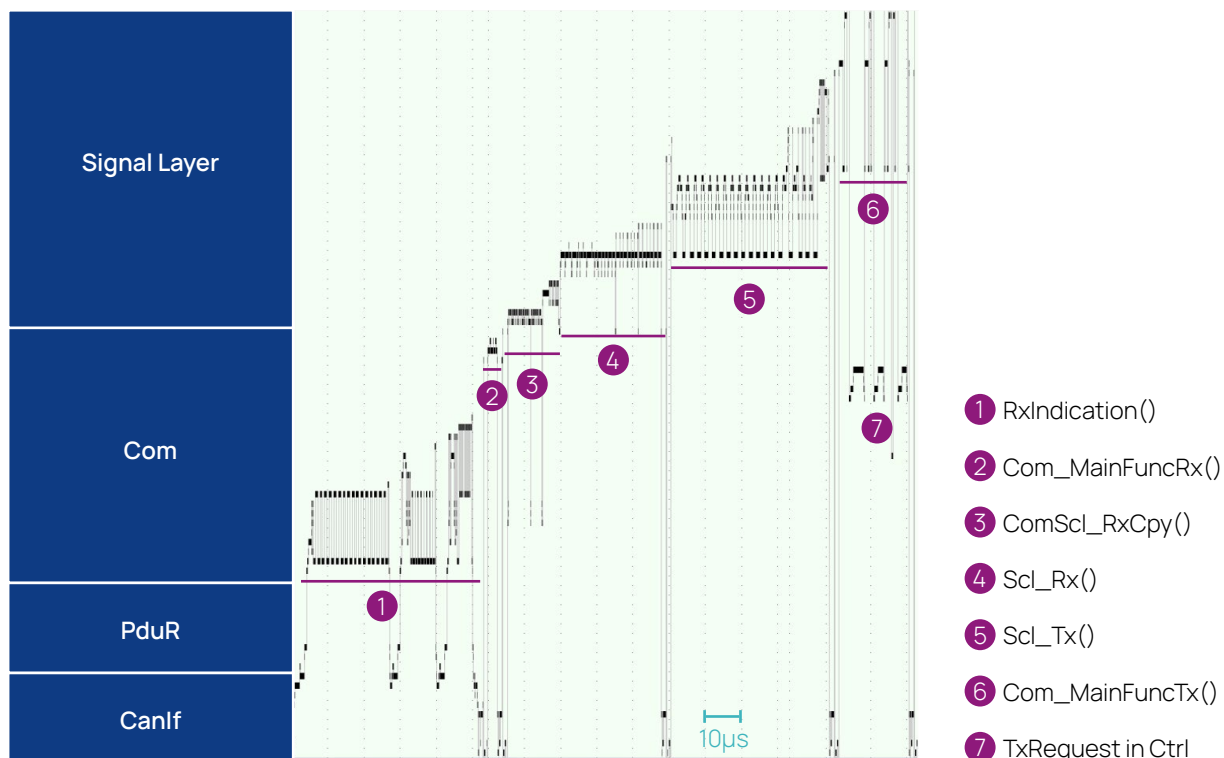 Signal Layer
Com
PduR
CanIf
1
2
3
4
5
6
7
10µs
1 RxIndication()
2 Com_MainFuncRx()
3 ComScl_RxCpy()
4 Scl_Rx()
5 Scl_Tx()
6 Com_MainFuncTx()
7 TxRequest in Ctrl